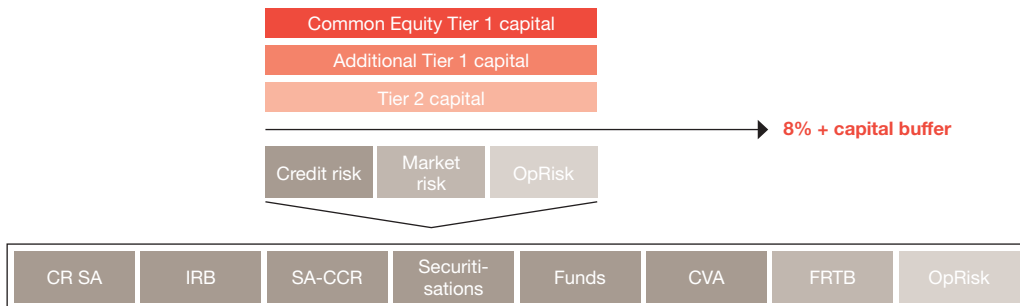 Common Equity Tier 1 capital
Additional Tier 1 capital
Tier 2 capital
8% + capital buffer
Credit risk
Market
risk
OpRisk
CR SA
IRB
SA-CCR
Securiti-
sations
Funds
CVA
FRTB
OpRisk